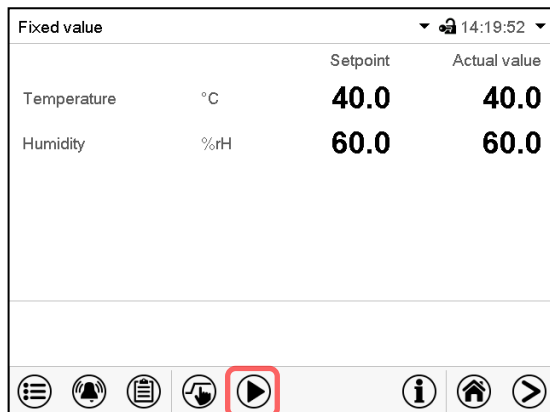 Fixed value 14:19:52
Setpoint Actual value
Temperature °C 40.0 40.0
Humidity %rH 60.0 60.0